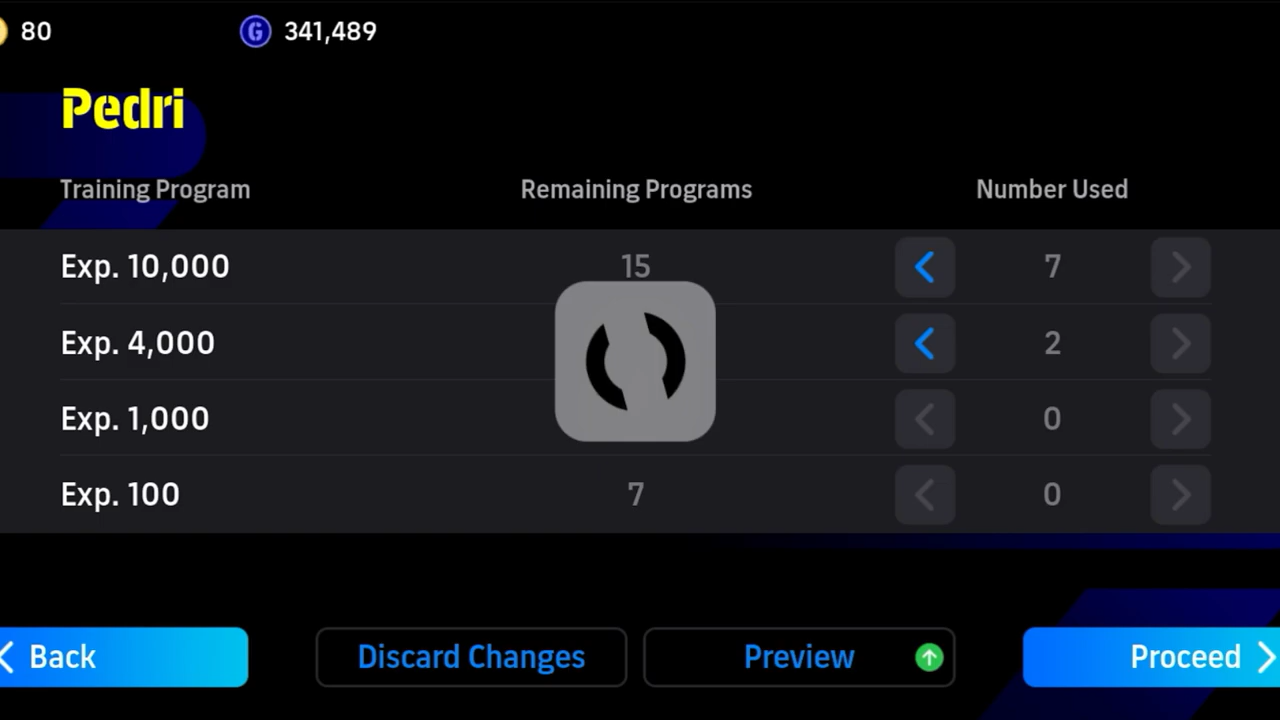 80 G 341,489
Pedri
Training Program Remaining Programs Number Used
Exp. 10,000 15 7
Exp. 4,000 2
Exp. 1,000 0
Exp. 100 7 0
Back Discard Changes Preview Proceed